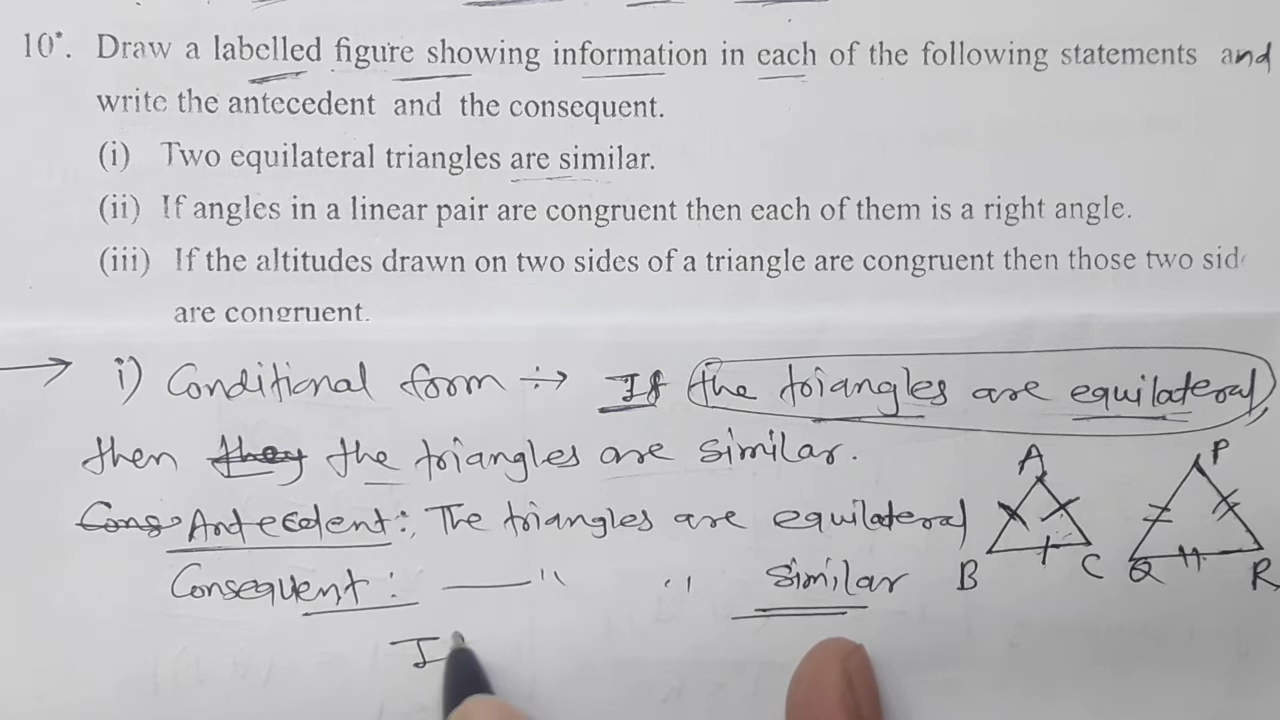 10*. Draw a labelled figure showing information in each of the following statements and
write the antecedent and the consequent.
(i) Two equilateral triangles are similar.
(ii) If angles in a linear pair are congruent then each of them is a right angle.
(iii) If the altitudes drawn on two sides of a triangle are congruent then those two sid
are congruent.
i) Conditional form ÷→ If the triangles are equilateral,
then they the triangles are similar.
Cons Antecedent:, The triangles are equilateral
Consequent: —" " similar
A
B C
P
Q R
I